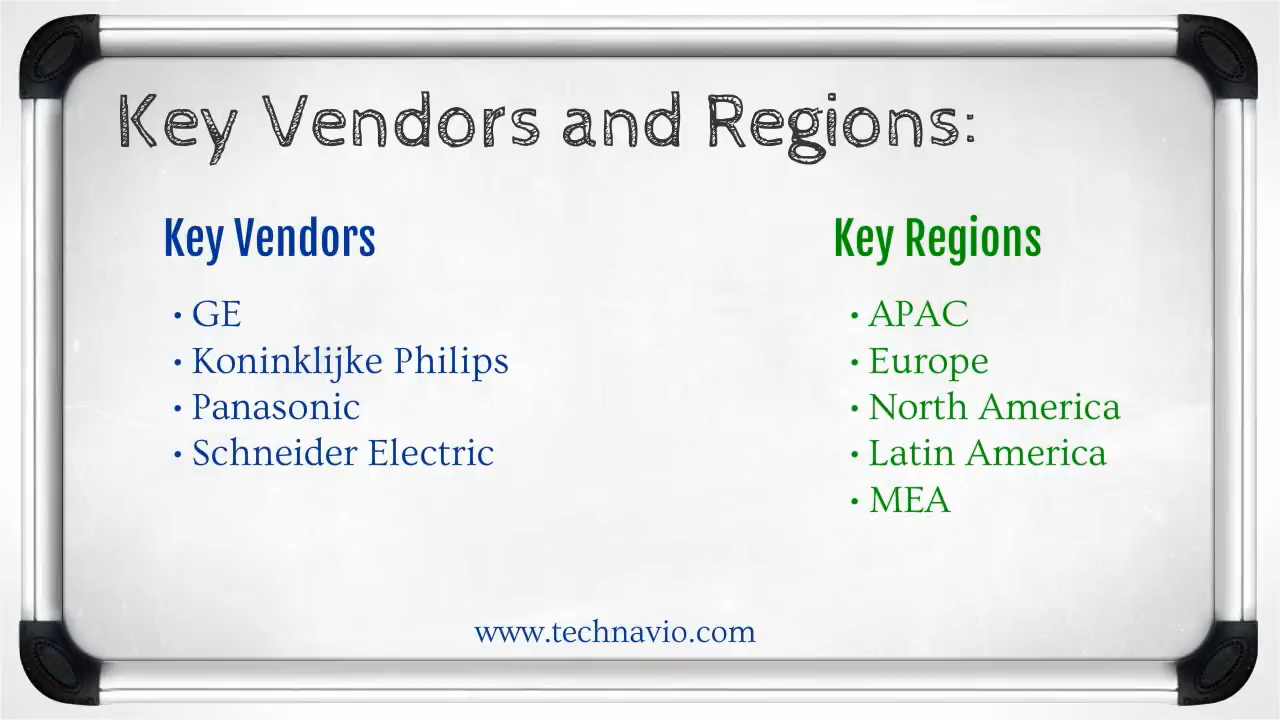 Key Vendors and Regions:
Key Vendors
• GE
• Koninklijke Philips
• Panasonic
• Schneider Electric
Key Regions
• APAC
• Europe
• North America
• Latin America
• MEA
www.technavio.com